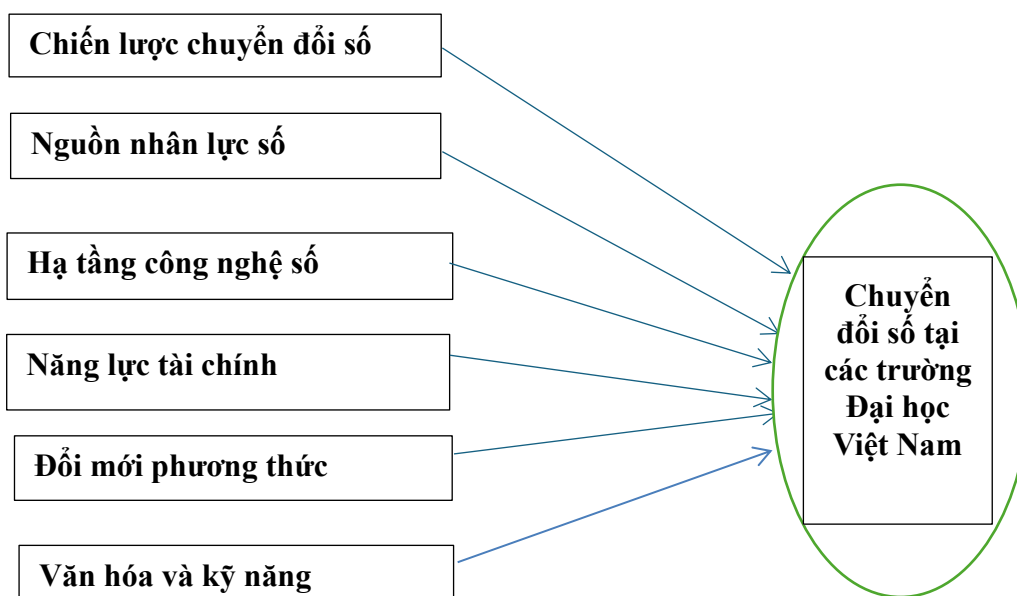 Chiến lược chuyển đổi số
Nguồn nhân lực số
Hạ tầng công nghệ số
Năng lực tài chính
Đổi mới phương thức
Văn hóa và kỹ năng
Chuyển
đổi số tại
các trường
Đại học
Việt Nam